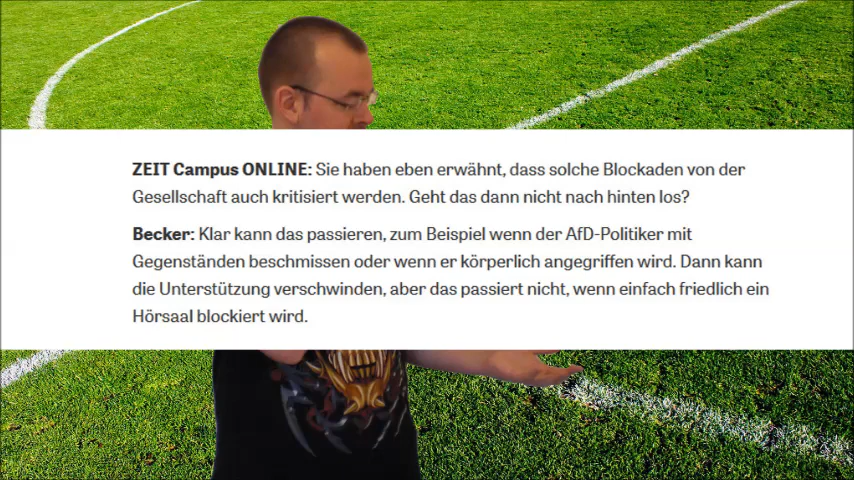 ZEIT Campus ONLINE: Sie haben eben erwähnt, dass solche Blockaden von der
Gesellschaft auch kritisiert werden. Geht das dann nicht nach hinten los?
Becker: Klar kann das passieren, zum Beispiel wenn der AfD-Politiker mit
Gegenständen beschmissen oder wenn er körperlich angegriffen wird. Dann kann
die Unterstützung verschwinden, aber das passiert nicht, wenn einfach friedlich ein
Hörsaal blockiert wird.